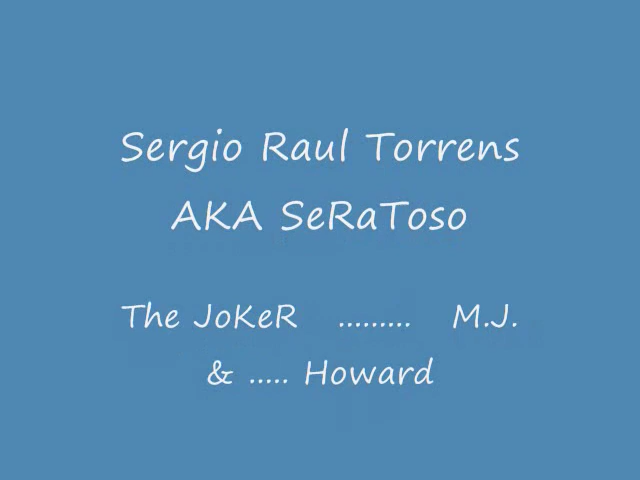 Sergio Raul Torrens
AKA SeRaToso
The JoKeR ......... M.J.
& ..... Howard